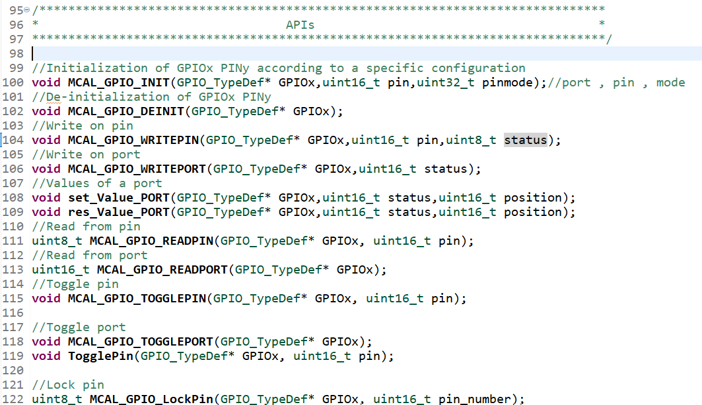 95 /******************************************************************************
96 * APIs *
97 *******************************************************************************/
98
99 //Initialization of GPIOx PINy according to a specific configuration
100 void MCAL_GPIO_INIT(GPIO_TypeDef* GPIOx,uint16_t pin,uint32_t pinmode);//port , pin , mode
101 //De-initialization of GPIOx PINy
102 void MCAL_GPIO_DEINIT(GPIO_TypeDef* GPIOx);
103 //Write on pin
104 void MCAL_GPIO_WRITEPIN(GPIO_TypeDef* GPIOx,uint16_t pin,uint8_t status);
105 //Write on port
106 void MCAL_GPIO_WRITEPORT(GPIO_TypeDef* GPIOx,uint16_t status);
107 //Values of a port
108 void set_Value_PORT(GPIO_TypeDef* GPIOx,uint16_t status,uint16_t position);
109 void res_Value_PORT(GPIO_TypeDef* GPIOx,uint16_t status,uint16_t position);
110 //Read from pin
111 uint8_t MCAL_GPIO_READPIN(GPIO_TypeDef* GPIOx, uint16_t pin);
112 //Read from port
113 uint16_t MCAL_GPIO_READPORT(GPIO_TypeDef* GPIOx);
114 //Toggle pin
115 void MCAL_GPIO_TOGGLEPIN(GPIO_TypeDef* GPIOx, uint16_t pin);
116
117 //Toggle port
118 void MCAL_GPIO_TOGGLEPORT(GPIO_TypeDef* GPIOx);
119 void TogglePin(GPIO_TypeDef* GPIOx, uint16_t pin);
120
121 //Lock pin
122 uint8_t MCAL_GPIO_LockPin(GPIO_TypeDef* GPIOx, uint16_t pin_number);